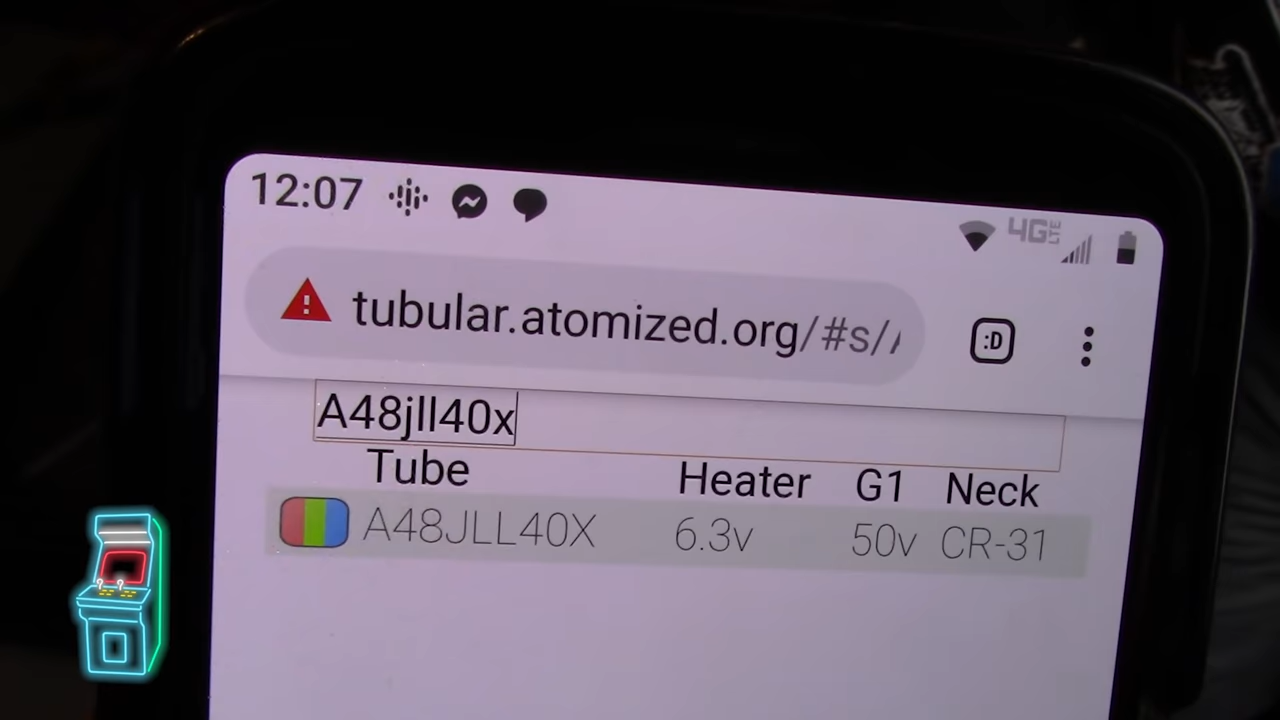 12:07
4G LTE
tubular.atomized.org/#s/
:D
A48jll40x
Tube Heater G1 Neck
A48JLL40X 6.3v 50v CR-31